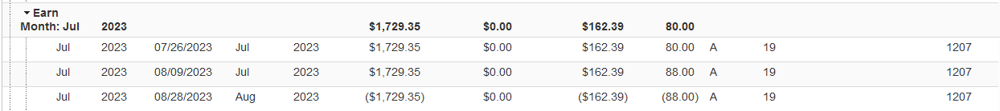 Earn
Month: Jul 2023 $1,729.35 $0.00 $162.39 80.00
Jul 2023 07/26/2023 Jul 2023 $1,729.35 $0.00 $162.39 80.00 A 19 1207
Jul 2023 08/09/2023 Jul 2023 $1,729.35 $0.00 $162.39 88.00 A 19 1207
Jul 2023 08/28/2023 Aug 2023 ($1,729.35) $0.00 ($162.39) (88.00) A 19 1207